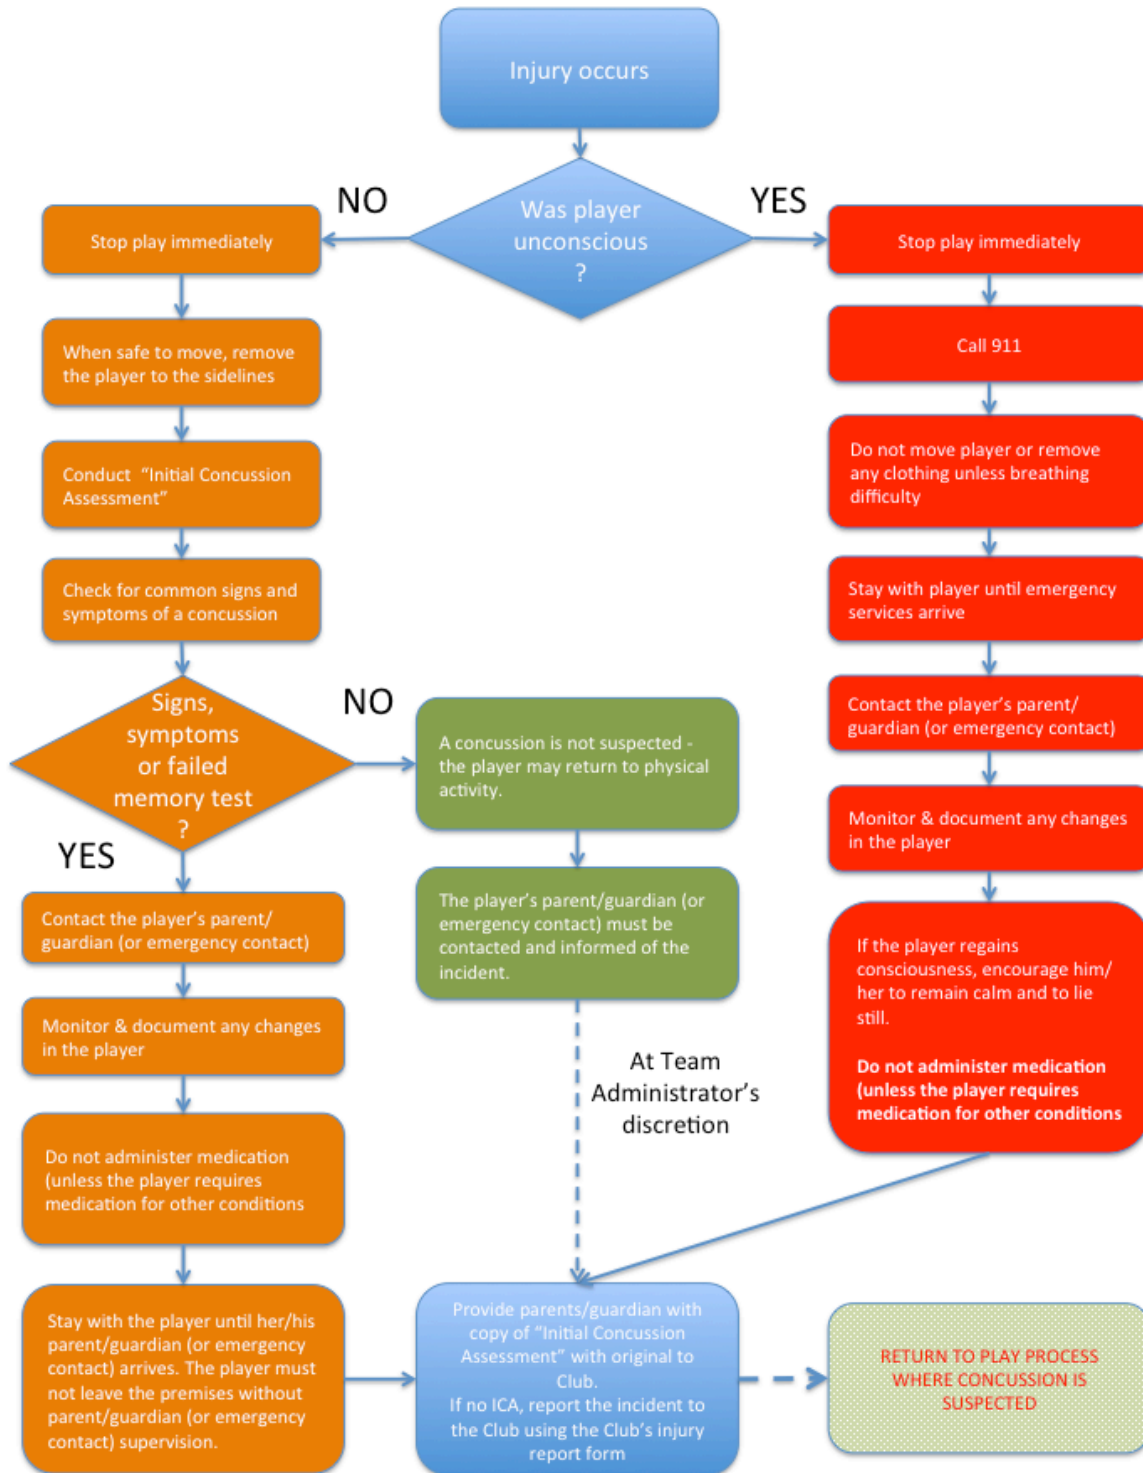 Injury occurs
NO
YES
Was player
unconscious
?
Stop play immediately
When safe to move, remove
the player to the sidelines
Conduct “Initial Concussion
Assessment”
Check for common signs and
symptoms of a concussion
Signs,
symptoms
or failed
memory test
?
NO
YES
Contact the player’s parent/
guardian (or emergency contact)
Monitor & document any changes
in the player
Do not administer medication
(unless the player requires
medication for other conditions
Stay with the player until her/his
parent/guardian (or emergency
contact) arrives. The player must
not leave the premises without
parent/guardian (or emergency
contact) supervision.
A concussion is not suspected -
the player may return to physical
activity.
The player’s parent/guardian (or
emergency contact) must be
contacted and informed of the
incident.
At Team
Administrator’s
discretion
Stop play immediately
Call 911
Do not move player or remove
any clothing unless breathing
difficulty
Stay with player until emergency
services arrive
Contact the player’s parent/
guardian (or emergency contact)
Monitor & document any changes
in the player
If the player regains
consciousness, encourage him/
her to remain calm and to lie
still.
Do not administer medication
(unless the player requires
medication for other conditions
Provide parents/guardian with
copy of “Initial Concussion
Assessment” with original to
Club.
If no ICA, report the incident to
the Club using the Club’s injury
report form
RETURN TO PLAY PROCESS
WHERE CONCUSSION IS
SUSPECTED